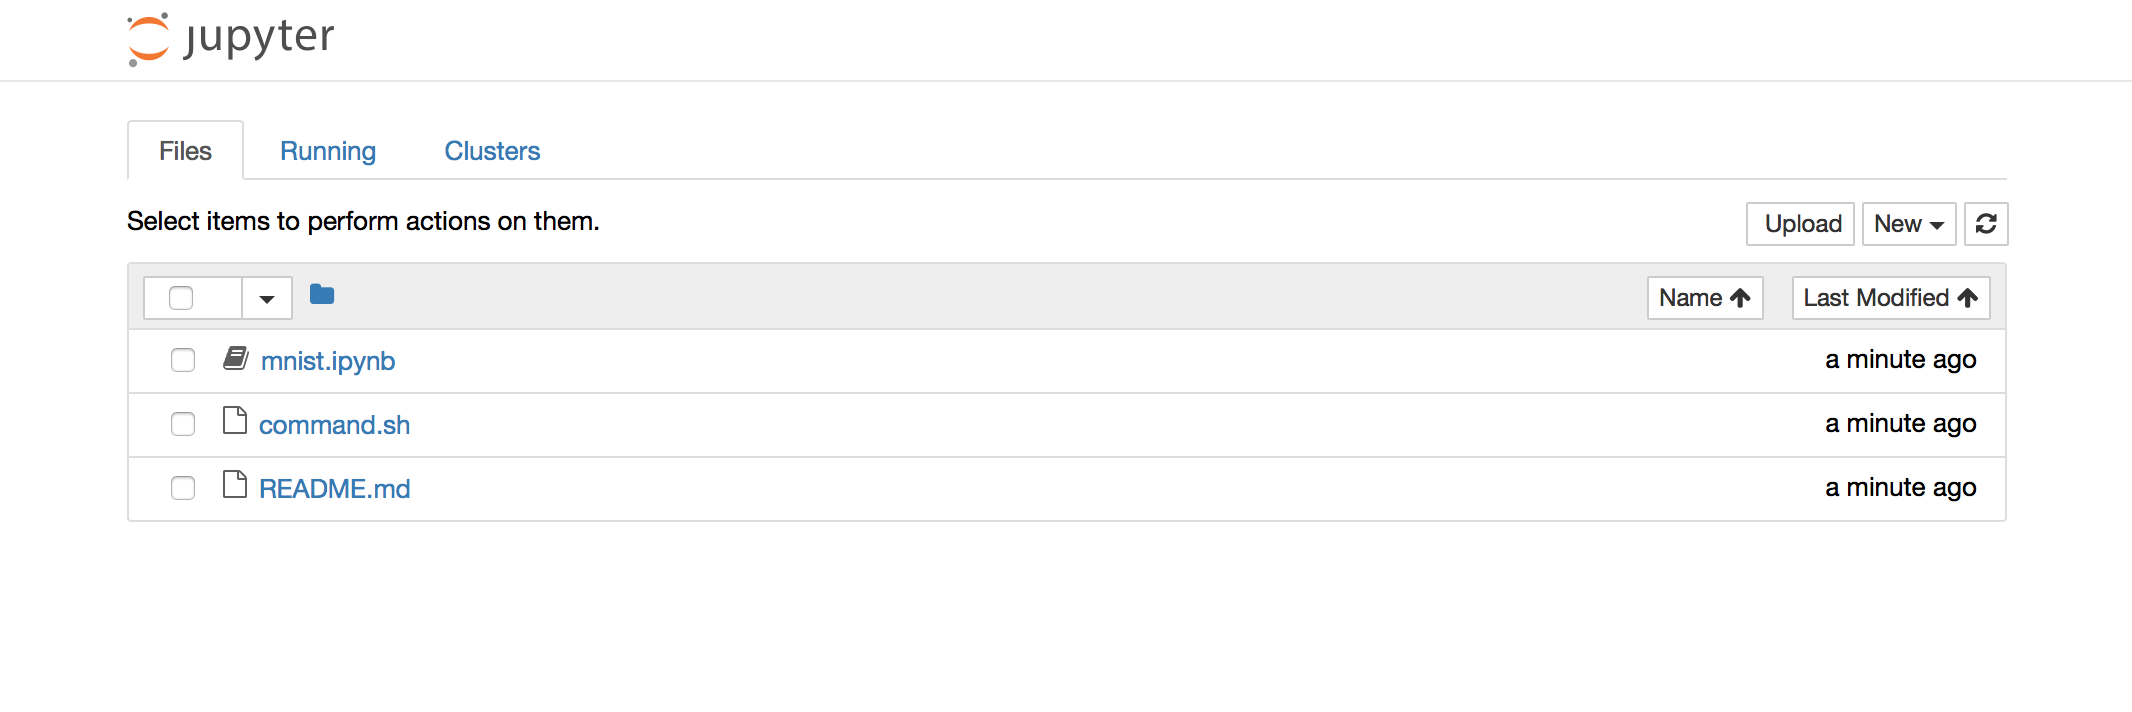 jupyter
Files Running Clusters
Select items to perform actions on them.
Upload New
Name Last Modified
mnist.ipynb a minute ago
command.sh a minute ago
README.md a minute ago